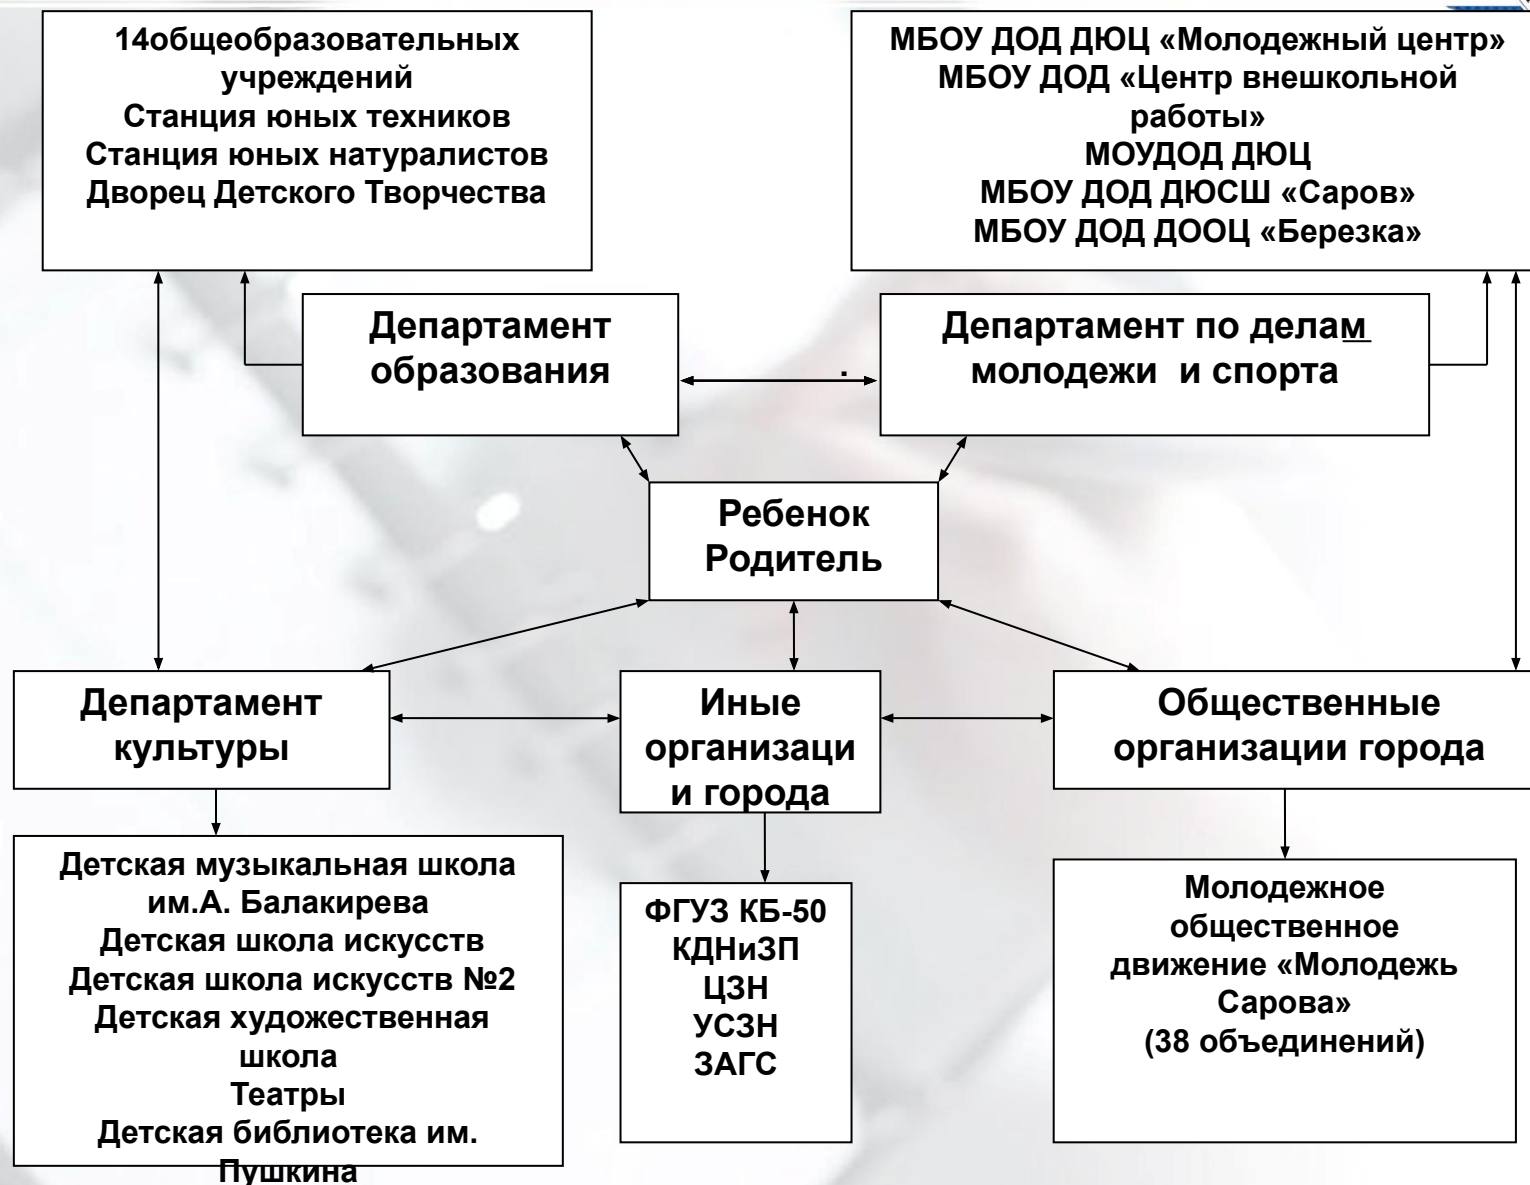 14общеобразовательных
учреждений
Станция юных техников
Станция юных натуралистов
Дворец Детского Творчества
МБОУ ДОД ДЮЦ «Молодежный центр»
МБОУ ДОД «Центр внешкольной
работы»
МОУДОД ДЮЦ
МБОУ ДОД ДЮСШ «Саров»
МБОУ ДОД ДООЦ «Березка»
Департамент
образования
.
Департамент по делам
молодежи и спорта
Ребенок
Родитель
Департамент
культуры
Иные
организаци
и города
Общественные
организации города
Детская музыкальная школа
им.А. Балакирева
Детская школа искусств
Детская школа искусств №2
Детская художественная
школа
Театры
Детская библиотека им.
Пушкина
ФГУЗ КБ-50
КДНиЗП
ЦЗН
УСЗН
ЗАГС
Молодежное
общественное
движение «Молодежь
Сарова»
(38 объединений)